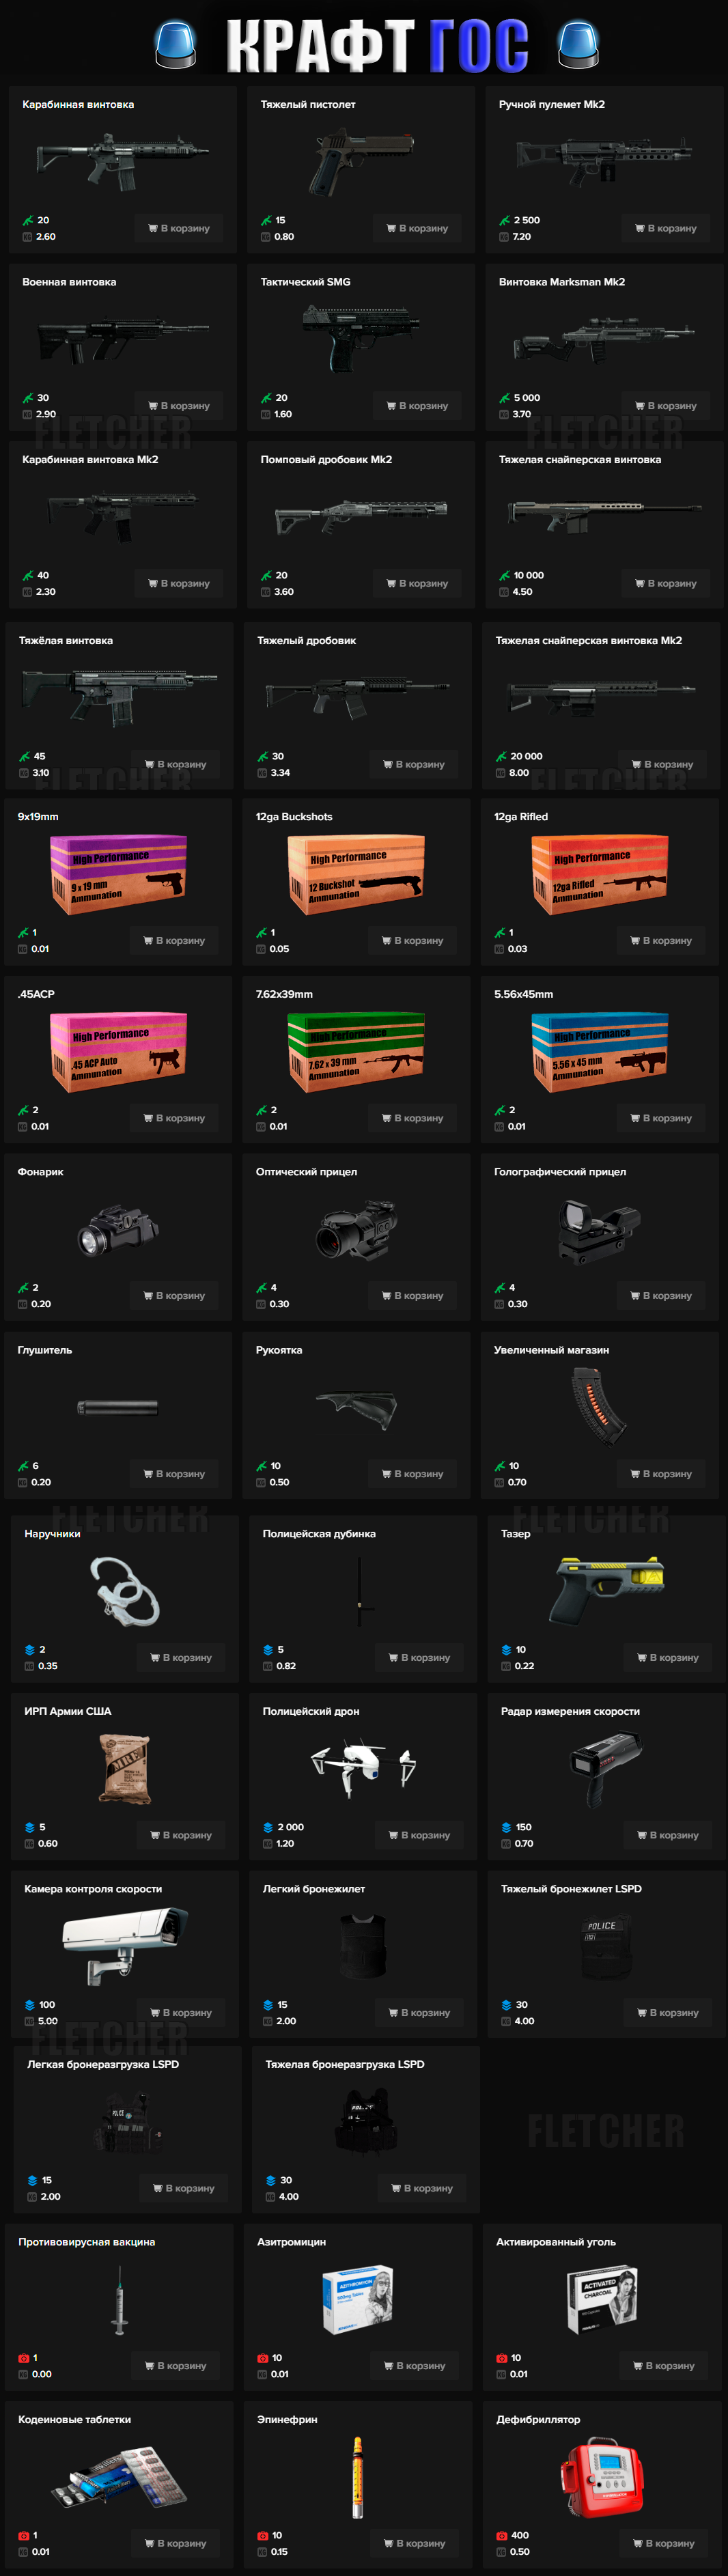 КРАФТ ГОС
Карабинная винтовка
20
2.60
В корзину
Тяжелый пистолет
15
0.80
В корзину
Ручной пулемет Mk2
2 500
7.20
В корзину
Военная винтовка
30
2.90
В корзину
Тактический SMG
20
1.60
В корзину
Винтовка Marksman Mk2
5 000
3.70
В корзину
FLETCHER
FLETCHER
Карабинная винтовка Mk2
40
2.30
В корзину
Помповый дробовик Mk2
20
3.60
В корзину
Тяжелая снайперская винтовка
10 000
4.50
В корзину
Тяжёлая винтовка
45
3.10
В корзину
Тяжелый дробовик
30
3.34
В корзину
Тяжелая снайперская винтовка Mk2
20 000
8.00
В корзину
FLETCHER
FLETCHER
9x19mm
High Performance
9 x 19 mm
Ammunation
1
0.01
В корзину
12ga Buckshots
High Performance
12 Buckshot
Ammunation
1
0.05
В корзину
12ga Rifled
High Performance
12ga Rifled
Ammunation
1
0.03
В корзину
.45ACP
High Performance
.45 ACP Auto
Ammunation
2
0.01
В корзину
7.62x39mm
High Performance
7.62 x 39 mm
Ammunation
2
0.01
В корзину
5.56x45mm
High Performance
5.56 x 45 mm
Ammunation
2
0.01
В корзину
Фонарик
2
0.20
В корзину
Оптический прицел
4
0.30
В корзину
Голографический прицел
4
0.30
В корзину
Глушитель
6
0.20
В корзину
Рукоятка
10
0.50
В корзину
Увеличенный магазин
10
0.70
В корзину
FLETCHER
FLETCHER
Наручники
2
0.35
В корзину
Полицейская дубинка
5
0.82
В корзину
Тазер
10
0.22
В корзину
ИРП Армии США
MRE
5
0.60
В корзину
Полицейский дрон
2 000
1.20
В корзину
Радар измерения скорости
150
0.70
В корзину
Камера контроля скорости
100
5.00
В корзину
Легкий бронежилет
15
2.00
В корзину
Тяжелый бронежилет LSPD
POLICE
30
4.00
В корзину
FLETCHER
Легкая бронеразгрузка LSPD
15
2.00
В корзину
Тяжелая бронеразгрузка LSPD
30
4.00
В корзину
FLETCHER
Противовирусная вакцина
1
0.00
В корзину
Азитромицин
AZITHROMYCIN
10
0.01
В корзину
Активированный уголь
ACTIVATED
CHARCOAL
10
0.01
В корзину
Кодеиновые таблетки
1
0.01
В корзину
Эпинефрин
10
0.15
В корзину
Дефибриллятор
400
0.50
В корзину